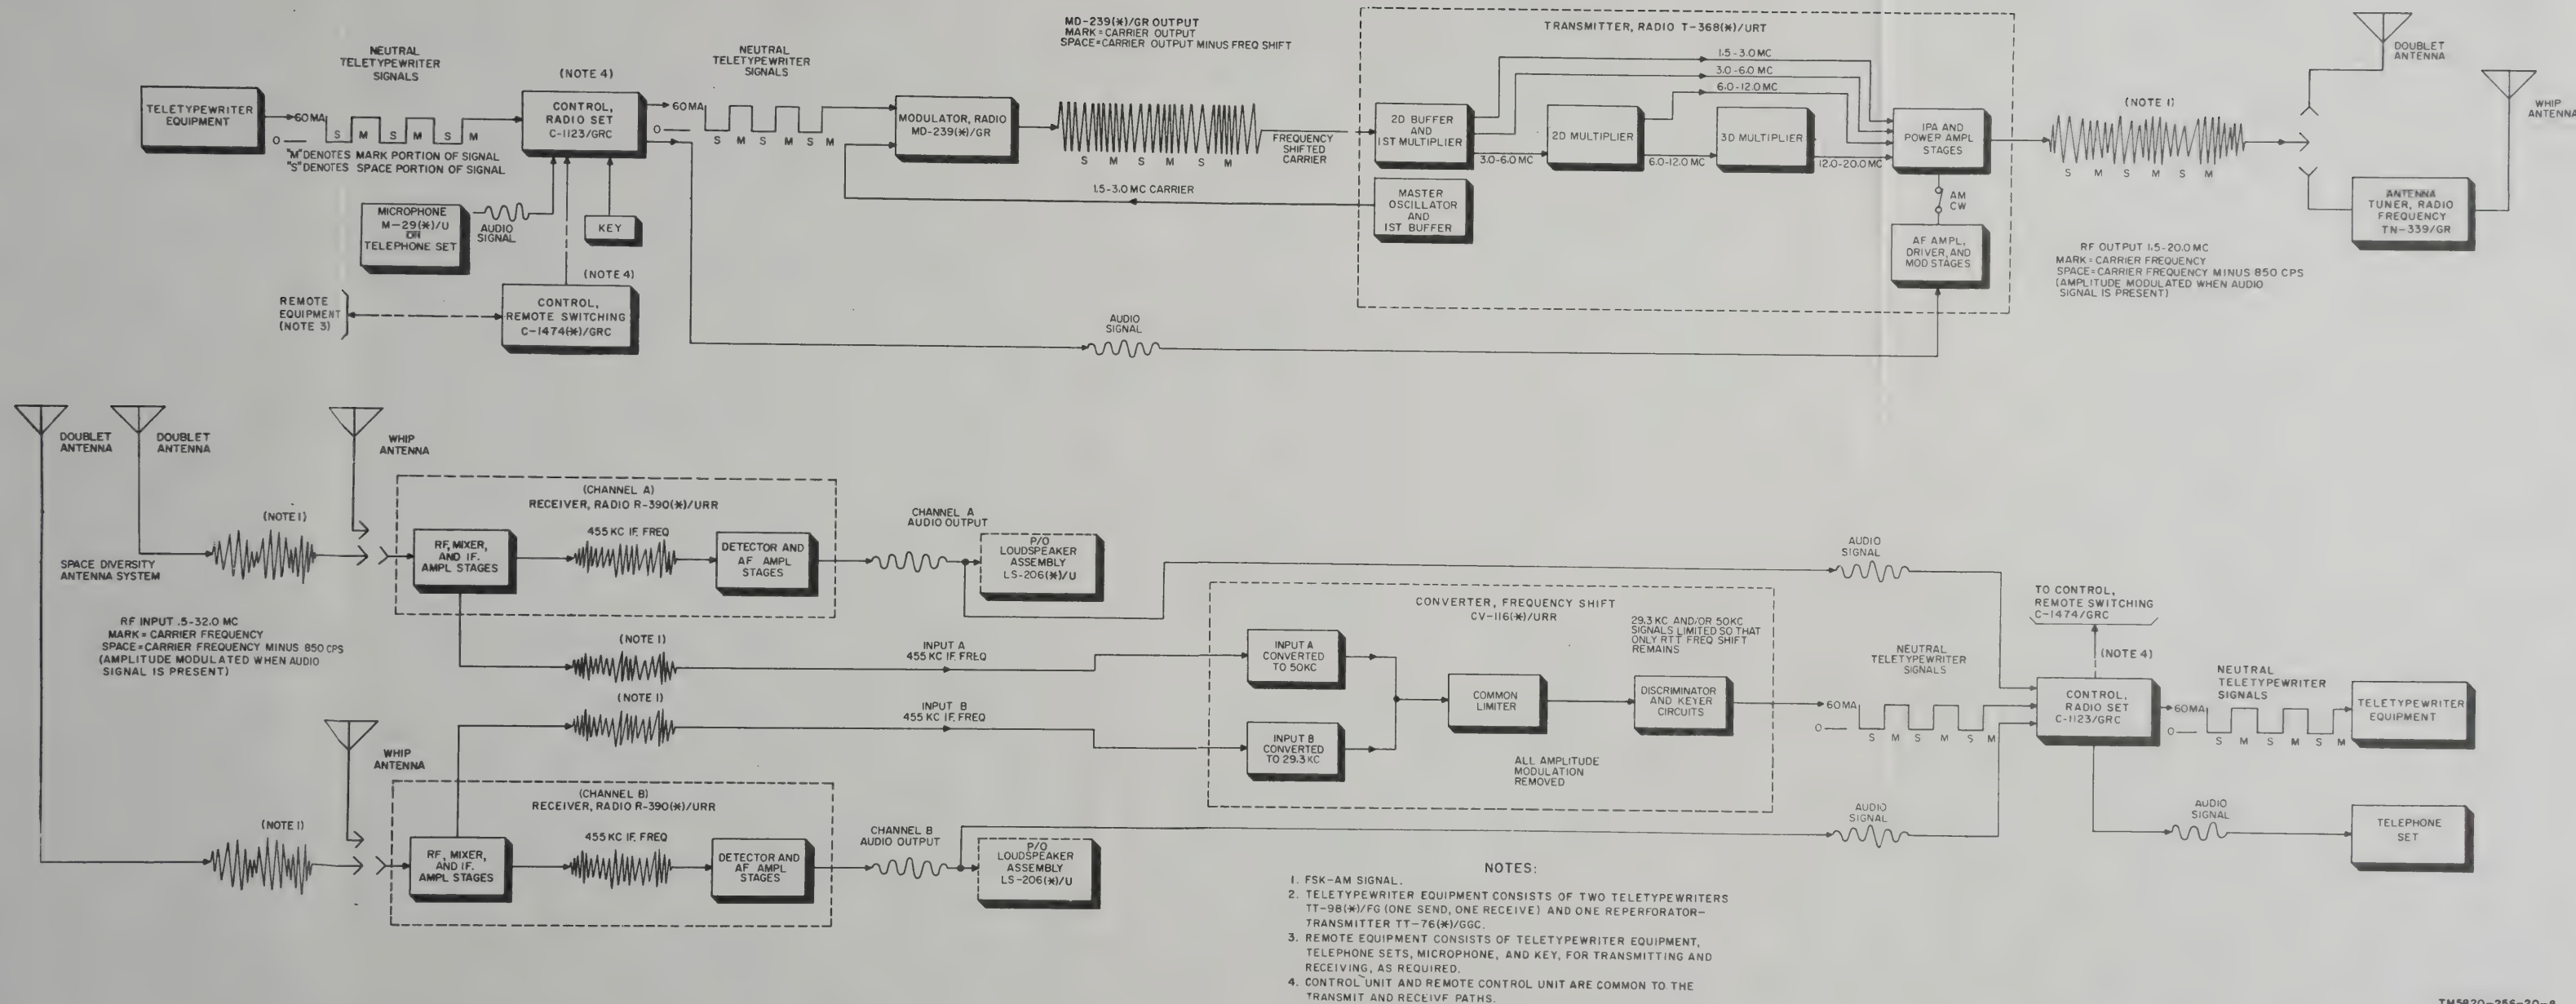 NEUTRAL
TELETYPEWRITER
SIGNALS
TELETYPEWRITER
EQUIPMENT
60MA
0
S M S M S M
"M" DENOTES MARK PORTION OF SIGNAL
"S" DENOTES SPACE PORTION OF SIGNAL
(NOTE 4)
CONTROL,
RADIO SET
C-1123/GRC
MICROPHONE
M-29(*)/U
OR
TELEPHONE SET
AUDIO
SIGNAL
KEY
(NOTE 4)
CONTROL,
REMOTE SWITCHING
C-1474(*)/GRC
REMOTE
EQUIPMENT
(NOTE 3)
NEUTRAL
TELETYPEWRITER
SIGNALS
60MA
0
S M S M S M
MODULATOR, RADIO
MD-239(*)/GR
MD-239(*)/GR OUTPUT
MARK=CARRIER OUTPUT
SPACE=CARRIER OUTPUT MINUS FREQ SHIFT
S M S M S M
FREQUENCY
SHIFTED
CARRIER
1.5-3.0 MC CARRIER
AUDIO
SIGNAL
TRANSMITTER, RADIO T-368(*)/URT
1.5-3.0 MC
3.0-6.0 MC
6.0-12.0 MC
2D BUFFER
AND
1ST MULTIPLIER
3.0-6.0 MC
2D MULTIPLIER
6.0-12.0 MC
3D MULTIPLIER
12.0-20.0 MC
IPA AND
POWER AMPL
STAGES
MASTER
OSCILLATOR
AND
1ST BUFFER
AM
CW
AF AMPL,
DRIVER, AND
MOD STAGES
(NOTE 1)
S M S M S M
RF OUTPUT 1.5-20.0 MC
MARK=CARRIER FREQUENCY
SPACE=CARRIER FREQUENCY MINUS 850 CPS
(AMPLITUDE MODULATED WHEN AUDIO
SIGNAL IS PRESENT)
DOUBLET
ANTENNA
WHIP
ANTENNA
ANTENNA
TUNER, RADIO
FREQUENCY
TN-339/GR
DOUBLET
ANTENNA
DOUBLET
ANTENNA
WHIP
ANTENNA
(NOTE 1)
SPACE DIVERSITY
ANTENNA SYSTEM
RF INPUT .5-32.0 MC
MARK = CARRIER FREQUENCY
SPACE=CARRIER FREQUENCY MINUS 850 CPS
(AMPLITUDE MODULATED WHEN AUDIO
SIGNAL IS PRESENT)
(CHANNEL A)
RECEIVER, RADIO R-390(*)/URR
RF, MIXER,
AND IF.
AMPL STAGES
455 KC IF. FREQ
DETECTOR AND
AF AMPL
STAGES
CHANNEL A
AUDIO OUTPUT
P/O
LOUDSPEAKER
ASSEMBLY
LS-206(*)/U
(NOTE 1)
INPUT A
455 KC IF. FREQ
(NOTE 1)
INPUT B
455 KC IF. FREQ
WHIP
ANTENNA
(NOTE 1)
(CHANNEL B)
RECEIVER, RADIO R-390(*)/URR
RF, MIXER,
AND IF.
AMPL STAGES
455 KC IF. FREQ
DETECTOR AND
AF AMPL
STAGES
CHANNEL B
AUDIO OUTPUT
P/O
LOUDSPEAKER
ASSEMBLY
LS-206(*)/U
CONVERTER, FREQUENCY SHIFT
CV-116(*)/URR
INPUT A
CONVERTED
TO 50KC
INPUT B
CONVERTED
TO 29.3 KC
COMMON
LIMITER
29.3 KC AND/OR 50KC
SIGNALS LIMITED SO THAT
ONLY RTT FREQ SHIFT
REMAINS
DISCRIMINATOR
AND KEYER
CIRCUITS
ALL AMPLITUDE
MODULATION
REMOVED
AUDIO
SIGNAL
NEUTRAL
TELETYPEWRITER
SIGNALS
60MA
0
S M S M S M
AUDIO
SIGNAL
TO CONTROL,
REMOTE SWITCHING
C-1474/GRC
(NOTE 4)
CONTROL,
RADIO SET
C-1123/GRC
NEUTRAL
TELETYPEWRITER
SIGNALS
60MA
0
S M S M S M
TELETYPEWRITER
EQUIPMENT
AUDIO
SIGNAL
TELEPHONE
SET
NOTES:
1. FSK-AM SIGNAL.
2. TELETYPEWRITER EQUIPMENT CONSISTS OF TWO TELETYPEWRITERS
TT-98(*)/FG (ONE SEND, ONE RECEIVE) AND ONE REPERFORATOR-
TRANSMITTER TT-76(*)/GGC.
3. REMOTE EQUIPMENT CONSISTS OF TELETYPEWRITER EQUIPMENT,
TELEPHONE SETS, MICROPHONE, AND KEY, FOR TRANSMITTING AND
RECEIVING, AS REQUIRED.
4. CONTROL UNIT AND REMOTE CONTROL UNIT ARE COMMON TO THE
TRANSMIT AND RECEIVE PATHS.
TM5820-256-20-8